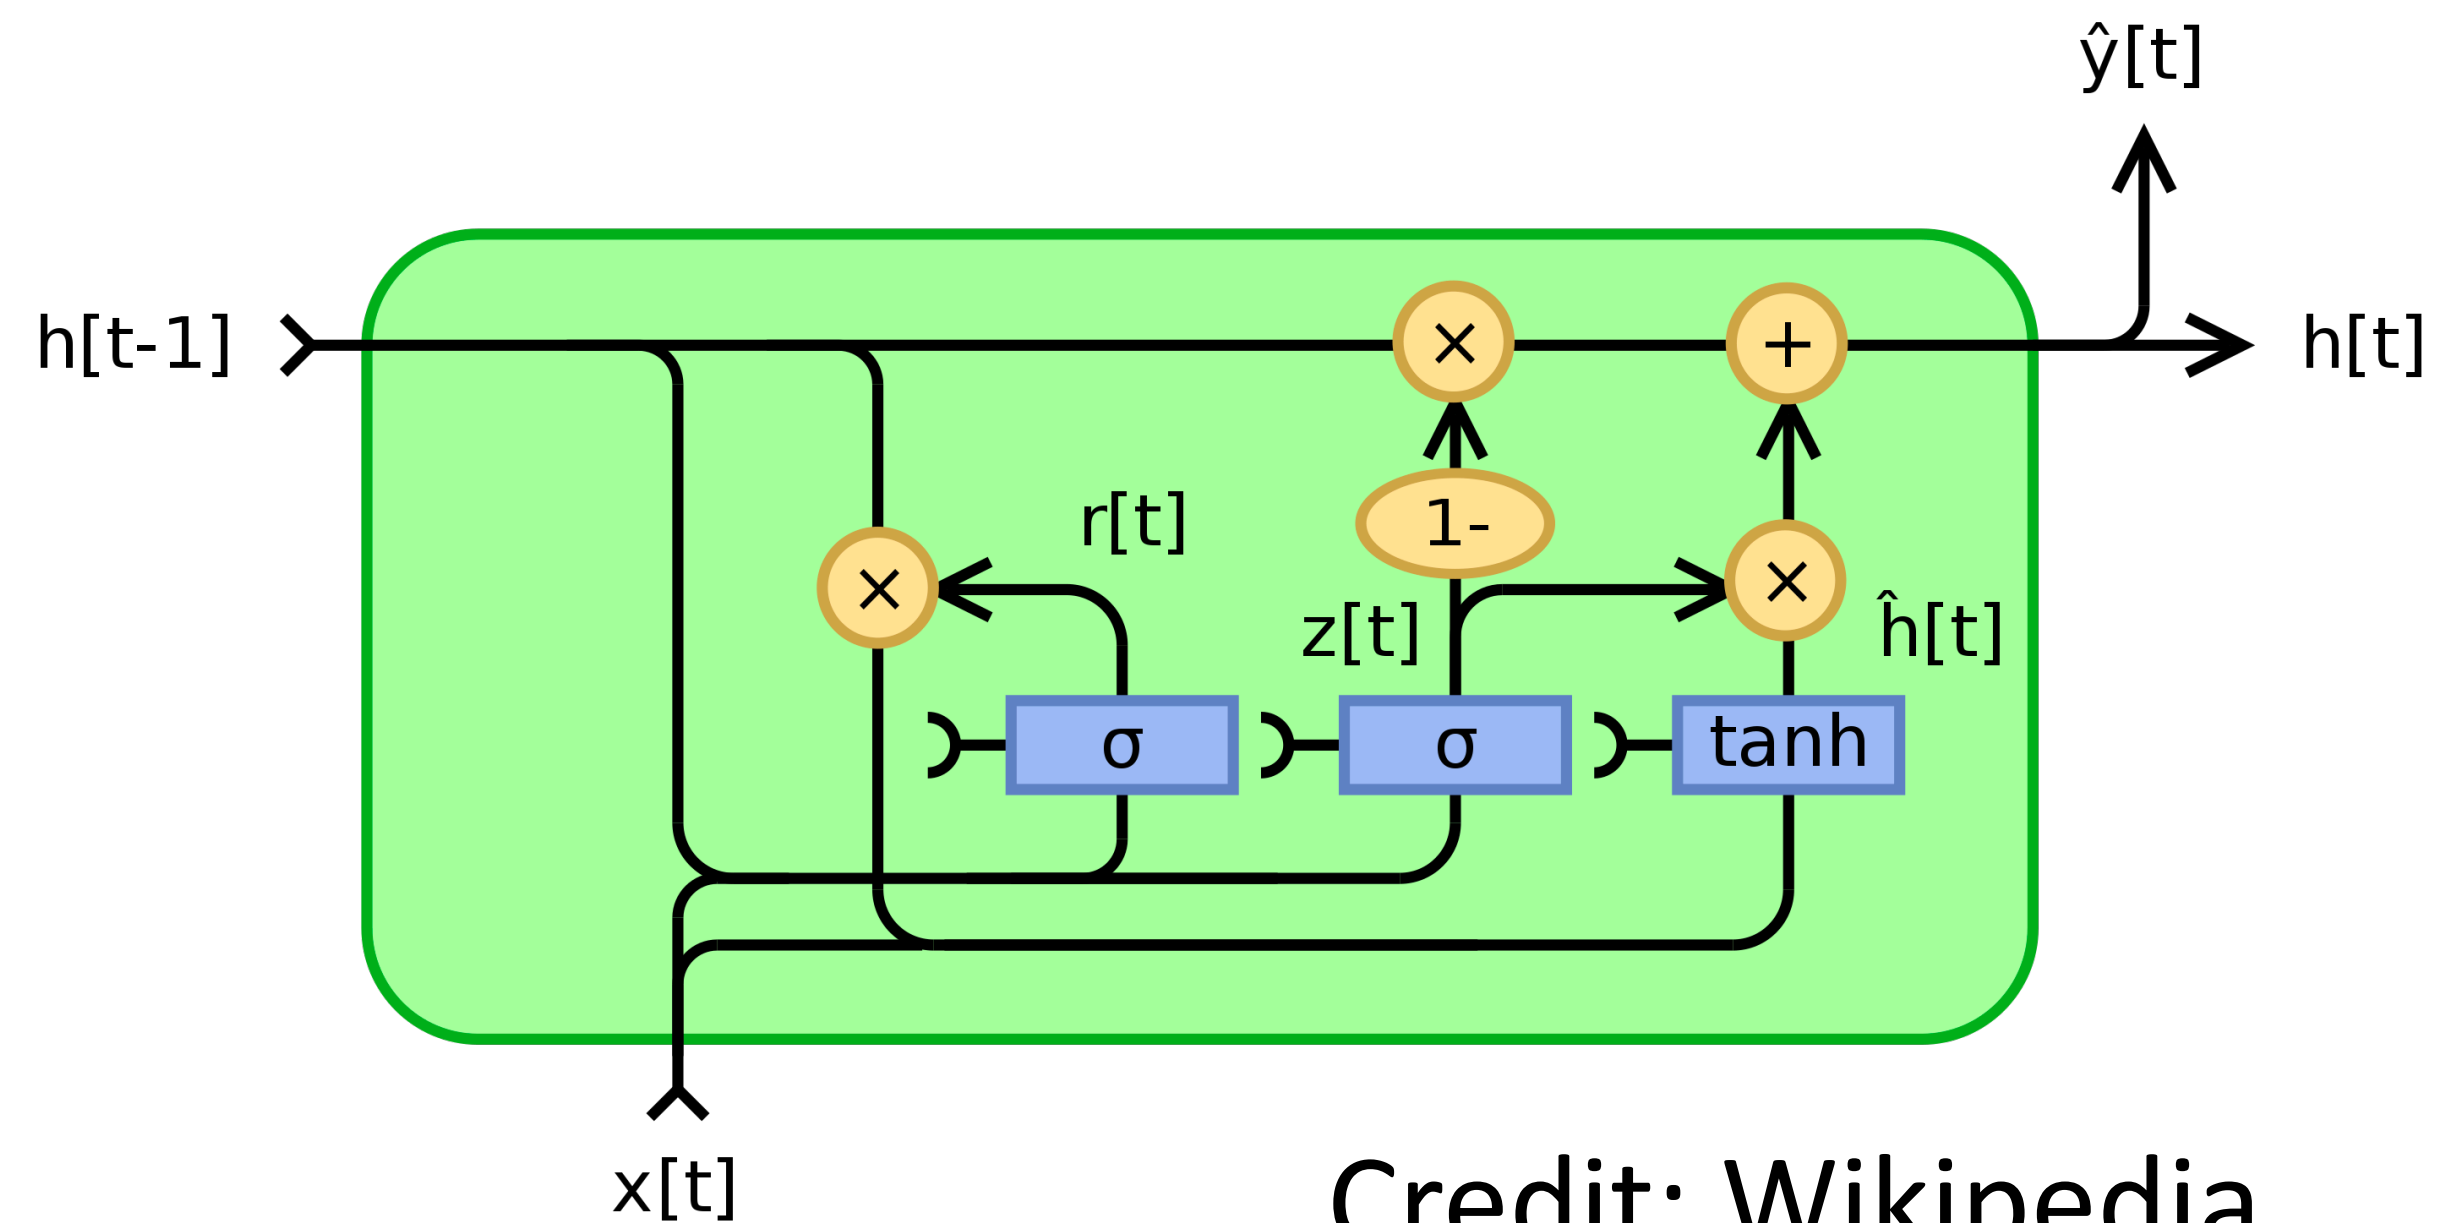 ŷ[t]
h[t-1]
×
+
h[t]
r[t]
1-
×
×
z[t]
ĥ[t]
σ
σ
tanh
x[t]
Credit: Wikipedia